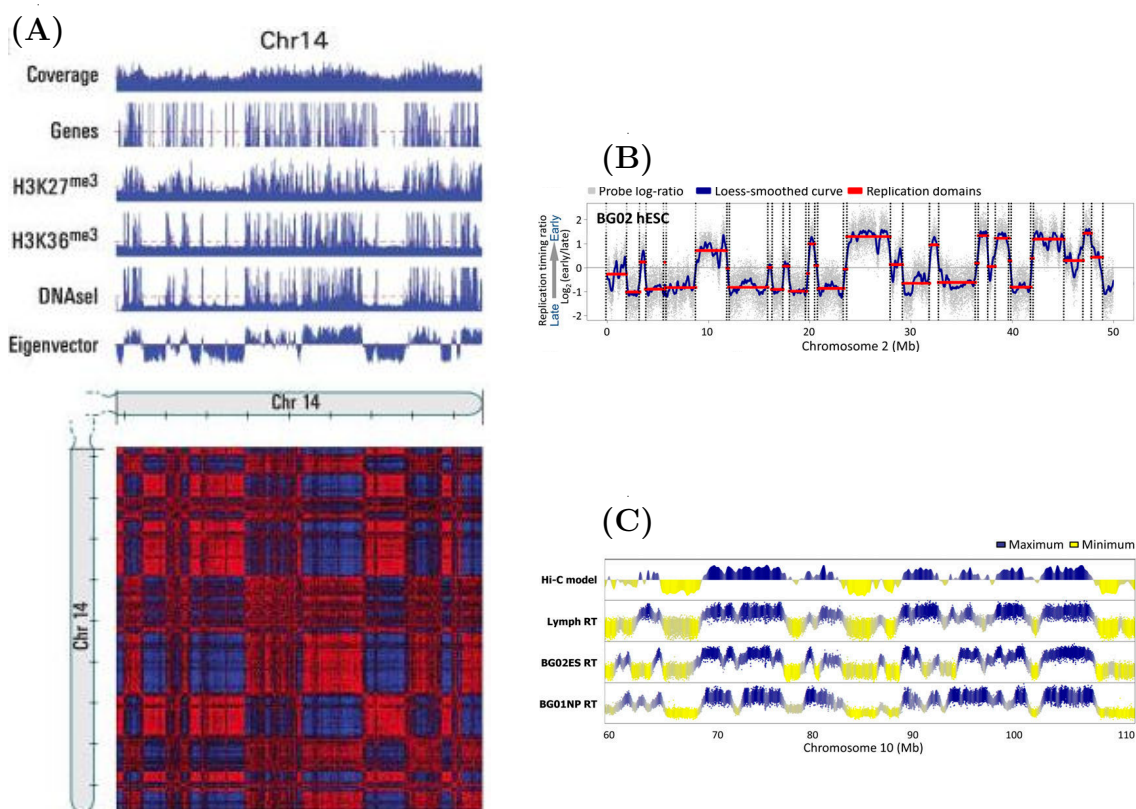 (A)
Chr14
Coverage
Genes
H3K27me3
H3K36me3
DNAseI
Eigenvector
Chr 14
Chr 14
(B)
Probe log-ratio Loess-smoothed curve Replication domains
BG02 hESC
Replication timing ratio
Log2 (early/late)
Late Early
2
1
0
-1
-2
0 10 20 30 40 50
Chromosome 2 (Mb)
(C)
Maximum Minimum
Hi-C model
Lymph RT
BG02ES RT
BG01NP RT
60 70 80 90 100 110
Chromosome 10 (Mb)